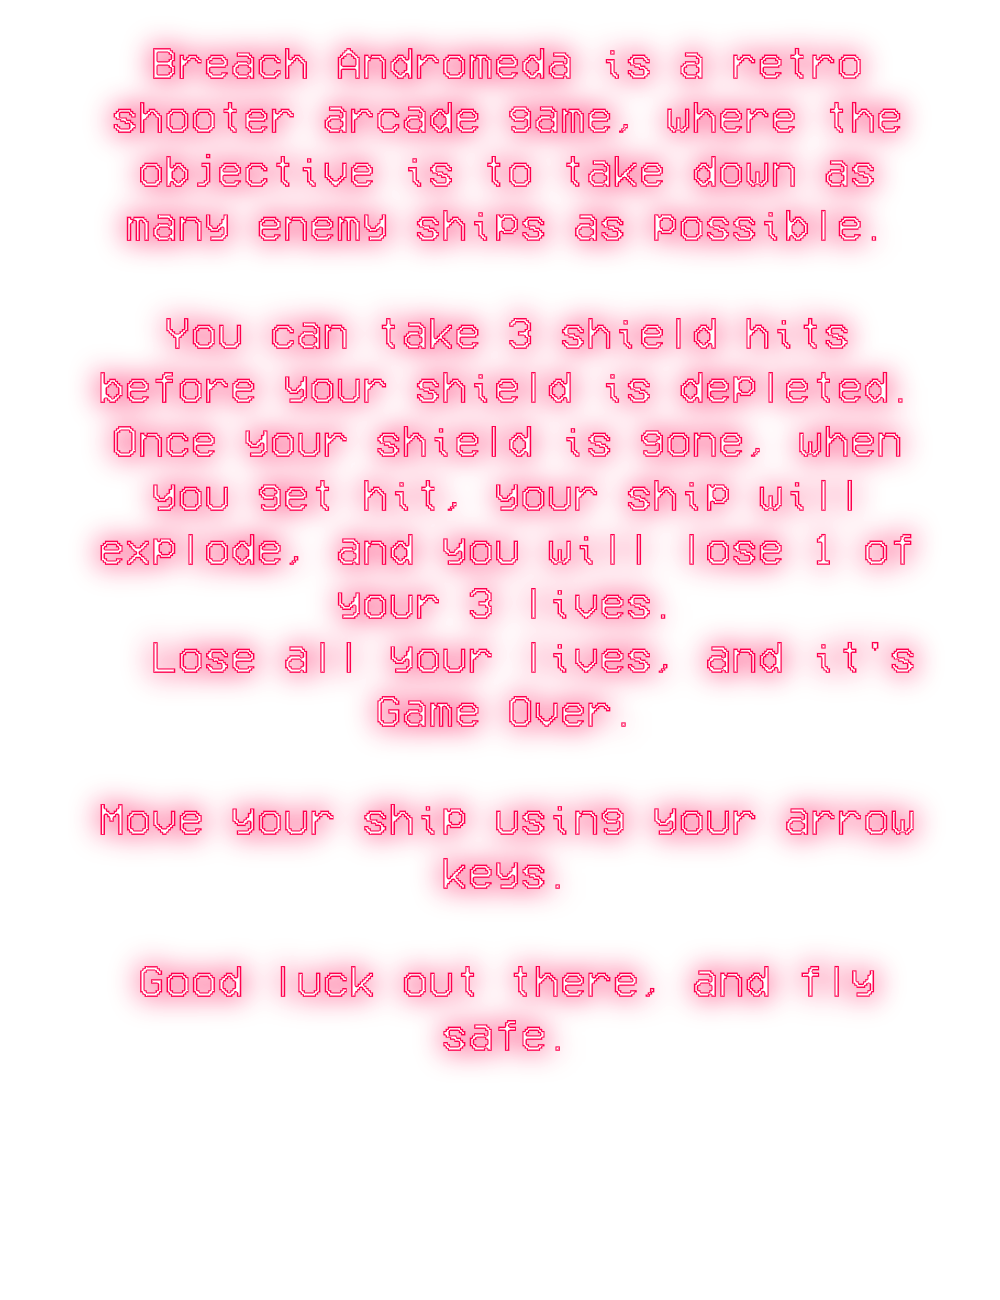 Breach Andromeda is a retro
shooter arcade game, where the
objective is to take down as
many enemy ships as possible.
You can take 3 shield hits
before your shield is depleted.
Once your shield is gone, when
you get hit, your ship will
explode, and you will lose 1 of
your 3 lives.
Lose all your lives, and it's
Game Over.
Move your ship using your arrow
keys.
Good luck out there, and fly
safe.